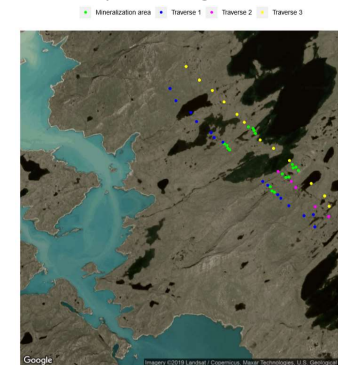 Mineralization area Traverse 1 Traverse 2 Traverse 3
Google
Imagery ©2019 Landsat / Copernicus, Maxar Technologies, U.S. Geological